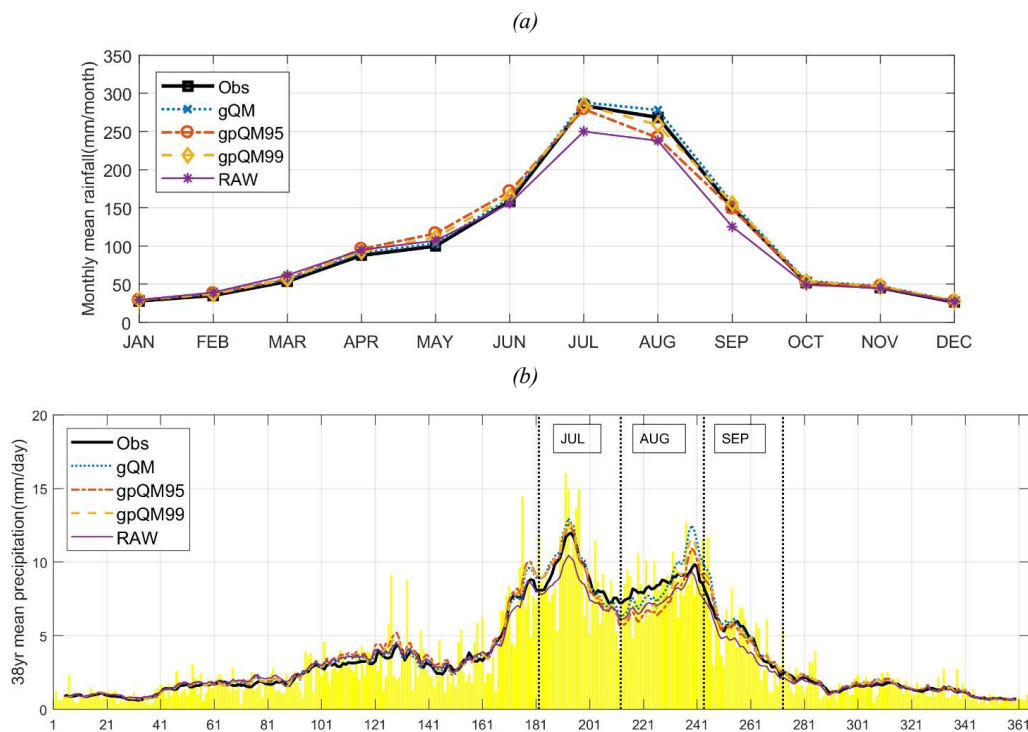 (a)
Monthly mean rainfall(mm/month)
350
300
250
200
150
100
50
0
Obs
gQM
gpQM95
gpQM99
RAW
JAN FEB MAR APR MAY JUN JUL AUG SEP OCT NOV DEC
(b)
38yr mean precipitation(mm/day)
20
15
10
5
0
Obs
gQM
gpQM95
gpQM99
RAW
JUL AUG SEP
1 21 41 61 81 101 121 141 161 181 201 221 241 261 281 301 321 341 361